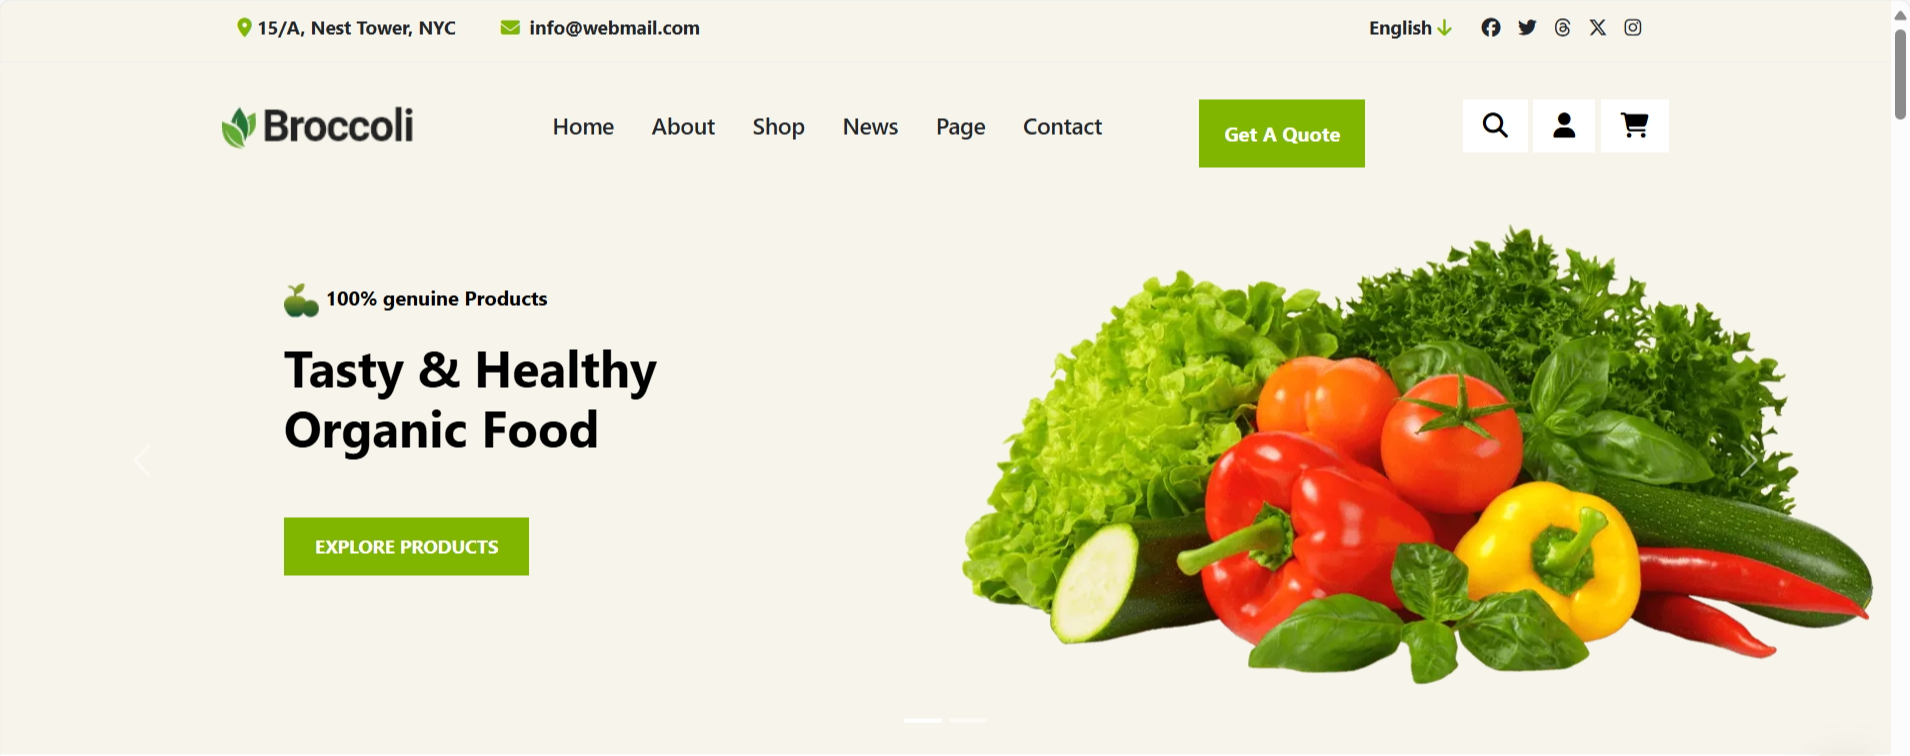 15/A, Nest Tower, NYC
info@webmail.com
English
Broccoli
Home
About
Shop
News
Page
Contact
Get A Quote
100% genuine Products
Tasty & Healthy
Organic Food
EXPLORE PRODUCTS